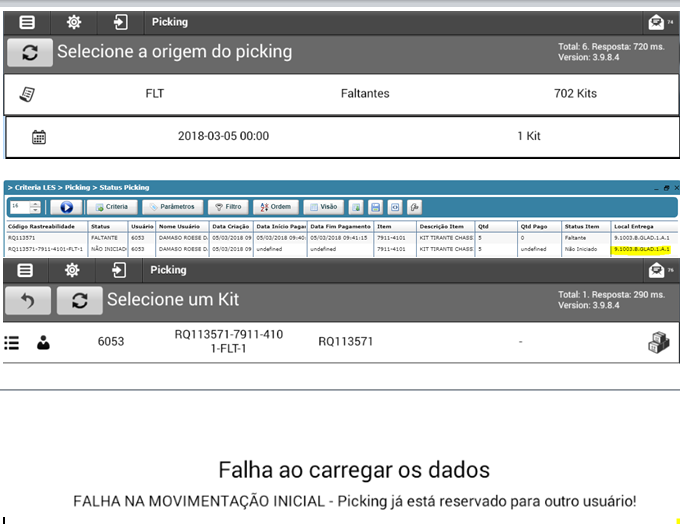 Picking
74
Selecione a origem do picking
Total: 6. Resposta: 720 ms.
Version: 3.9.8.4
FLT Faltantes 702 Kits
2018-03-05 00:00 1 Kit
> Criteria LES > Picking > Status Picking
16 Criteria Parâmetros Filtro Ordem Visão
Código Rastreabilidade Status Usuário Nome Usuário Data Criação Data Início Pagar Data Fim Pagamento Item Descrição Item Qtd Qtd Pago Status Item Local Entrega
RQ113571 FALTANTE 6053 DAMASO ROESE D. 05/03/2018 09 05/03/2018 09:40: 05/03/2018 09:41:15 7911-4101 KIT TIRANTE CHASS 5 0 Faltante 9.1003.B.GLAD.1.A.1
RQ113571-7911-4101-FLT-1 NÃO INICIAD 6053 DAMASO ROESE D. 05/03/2018 09 undefined undefined 7911-4101 KIT TIRANTE CHASS 5 undefined Não Iniciado 9.1003.B.GLAD.1.A.1
Picking
74
Selecione um Kit
Total: 1. Resposta: 290 ms.
Version: 3.9.8.4
6053 RQ113571-7911-410 RQ113571 -
1-FLT-1
Falha ao carregar os dados
FALHA NA MOVIMENTAÇÃO INICIAL - Picking já está reservado para outro usuário!